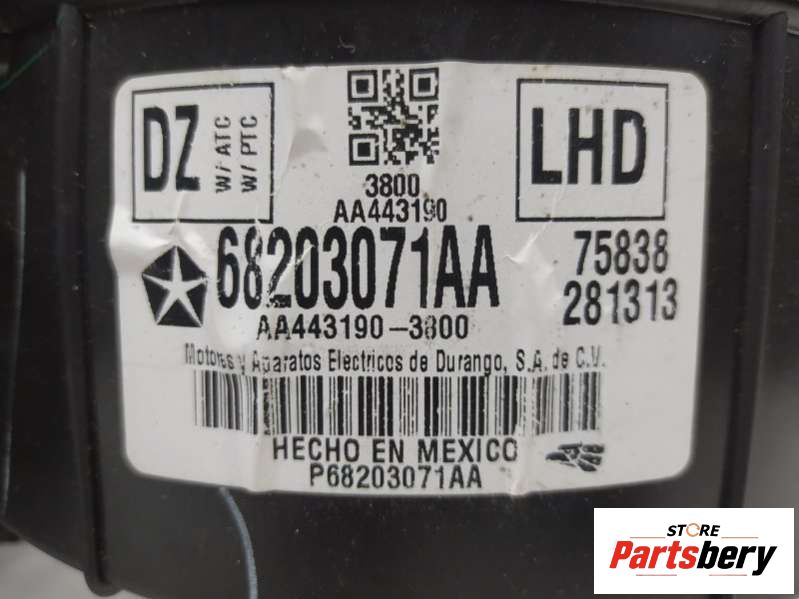 DZ
W/ ATC
W/ PTC
LHD
3800
AA443190
68203071AA
75838
281313
AA443190-3800
Motores y Aparatos Electricos de Durango, S.A. de C.V.
HECHO EN MEXICO
P68203071AA
STORE
Partsbery